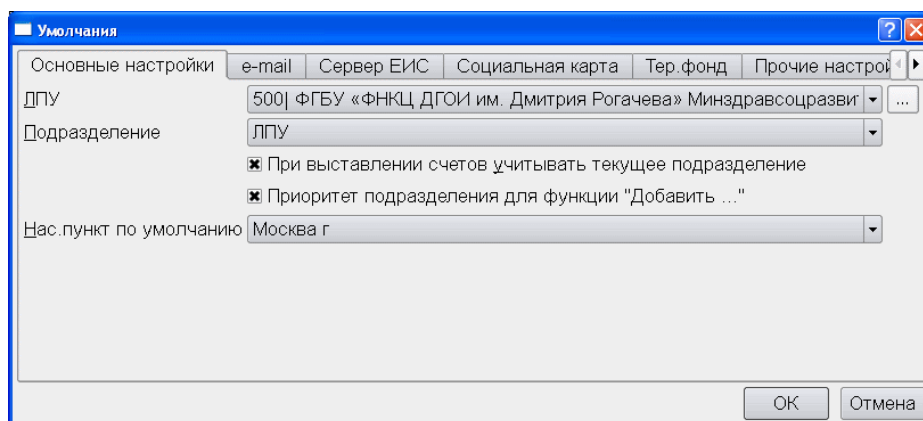 Умолчания
Основные настройки e-mail Сервер ЕИС Социальная карта Тер.фонд Прочие настрой
ЛПУ 500| ФГБУ «ФНКЦ ДГОИ им. Дмитрия Рогачева» Минздравсоцразвит ...
Подразделение ЛПУ
При выставлении счетов учитывать текущее подразделение
Приоритет подразделения для функции "Добавить ..."
Нас.пункт по умолчанию Москва г
ОК Отмена